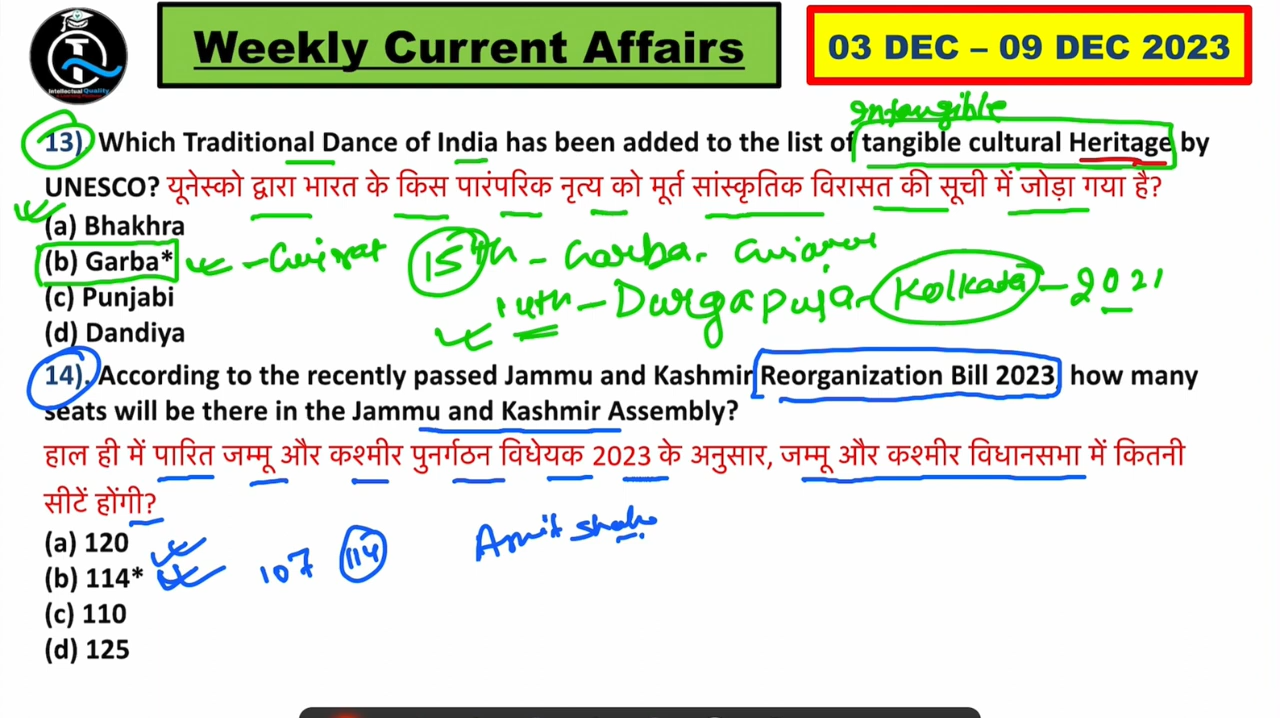 Weekly Current Affairs
03 DEC – 09 DEC 2023
Intellectual Quality
Intangible
13). Which Traditional Dance of India has been added to the list of tangible cultural Heritage by
UNESCO? यूनेस्को द्वारा भारत के किस पारंपरिक नृत्य को मूर्त सांस्कृतिक विरासत की सूची में जोड़ा गया है?
(a) Bhakhra
(b) Garba* - Gujrat 15th - Garba -
(c) Punjabi 14th - Durgapuja - Kolkata - 2021
(d) Dandiya
14). According to the recently passed Jammu and Kashmir Reorganization Bill 2023, how many
seats will be there in the Jammu and Kashmir Assembly?
हाल ही में पारित जम्मू और कश्मीर पुनर्गठन विधेयक 2023 के अनुसार, जम्मू और कश्मीर विधानसभा में कितनी
सीटें होंगी?
(a) 120 Amit Shah
(b) 114* 107 114
(c) 110
(d) 125